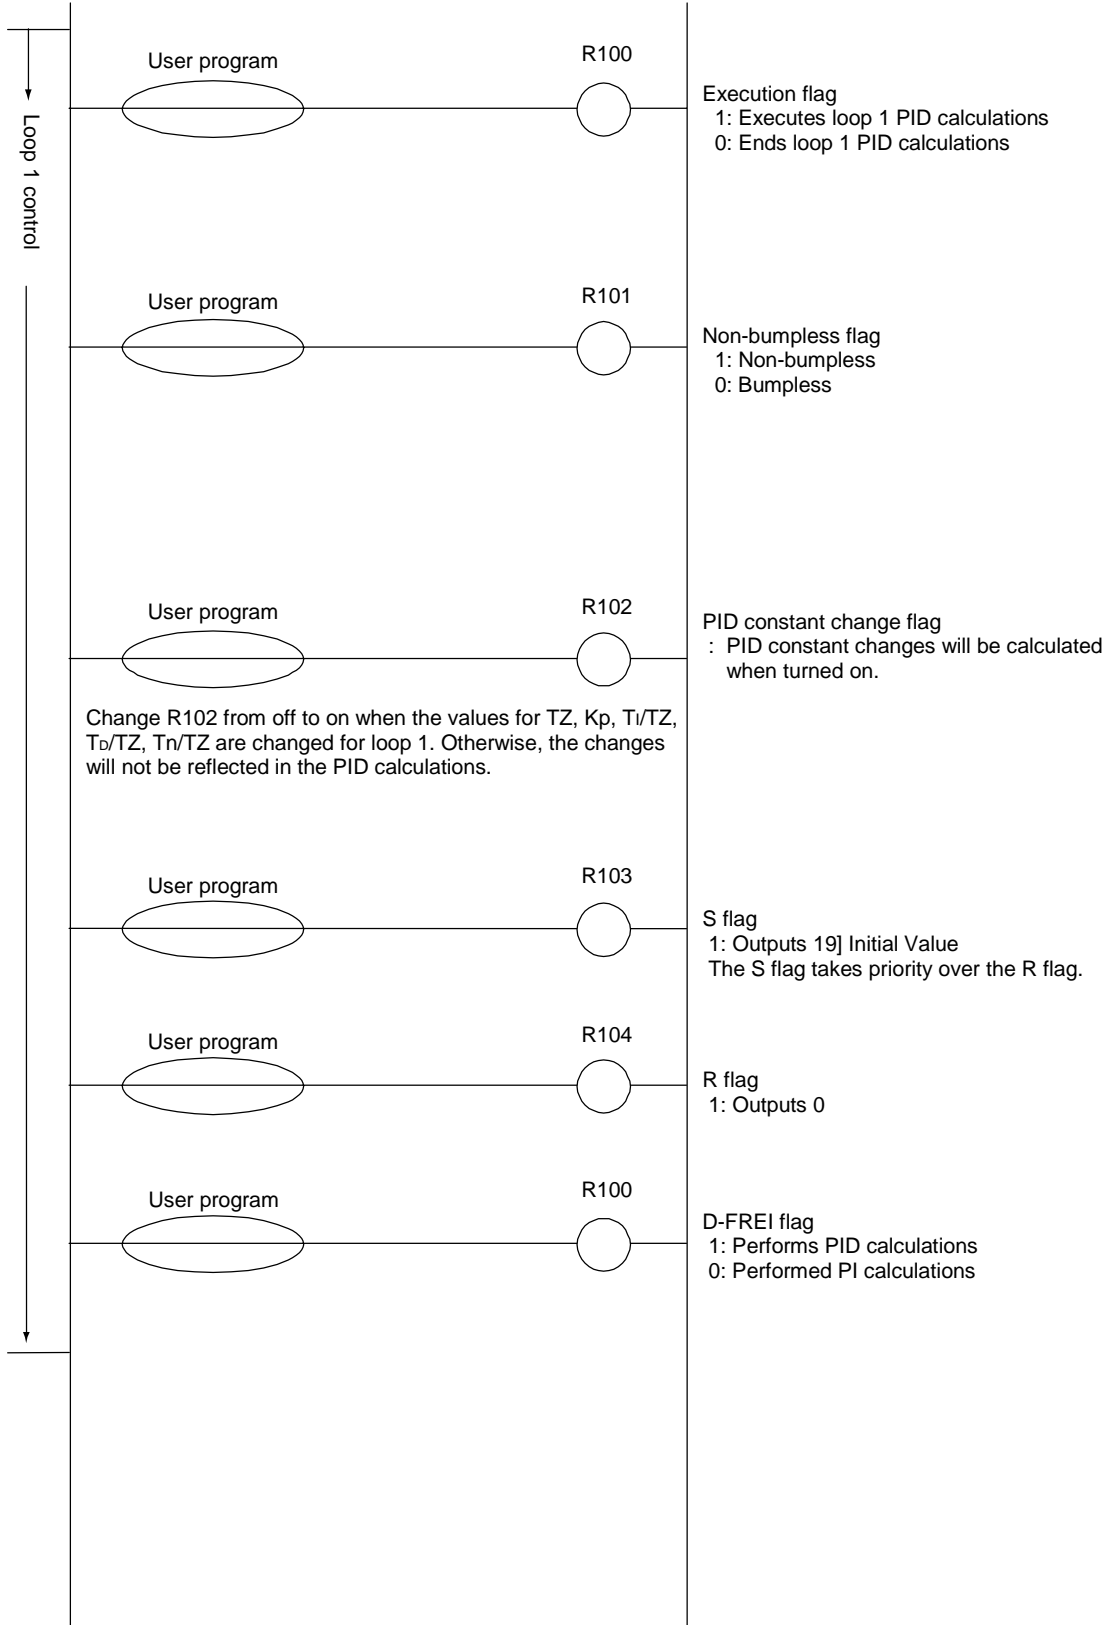 User program
R100
Execution flag
1: Executes loop 1 PID calculations
0: Ends loop 1 PID calculations
Loop 1 control
User program
R101
Non-bumpless flag
1: Non-bumpless
0: Bumpless
User program
R102
PID constant change flag
: PID constant changes will be calculated
when turned on.
Change R102 from off to on when the values for TZ, Kp, TI/TZ,
TD/TZ, Tn/TZ are changed for loop 1. Otherwise, the changes
will not be reflected in the PID calculations.
User program
R103
S flag
1: Outputs 19] Initial Value
The S flag takes priority over the R flag.
User program
R104
R flag
1: Outputs 0
User program
R100
D-FREI flag
1: Performs PID calculations
0: Performed PI calculations